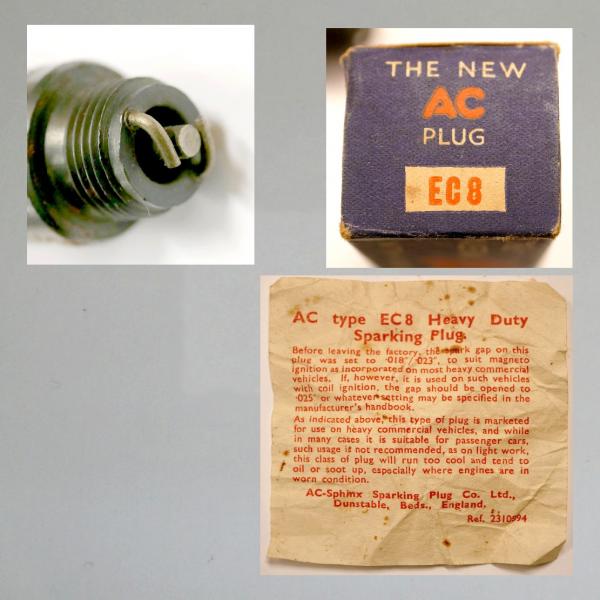 THE NEW
AC
PLUG
EC8
AC type EC8 Heavy Duty
Sparking Plug.
Before leaving the factory, the spark gap on this
plug was set to ·018"/·023", to suit magneto
ignition as incorporated on most heavy commercial
vehicles. If, however, it is used on such vehicles
with coil ignition, the gap should be opened to
·025" or whatever setting may be specified in the
manufacturer's handbook.
As indicated above, this type of plug is marketed
for use on heavy commercial vehicles, and while
in many cases it is suitable for passenger cars,
such usage if not recommended, as on light work,
this class of plug will run too cool and tend to
oil or soot up, especially where engines are in
worn condition.
AC-Sphinx Sparking Plug Co. Ltd.,
Dunstable, Beds., England.
Ref.